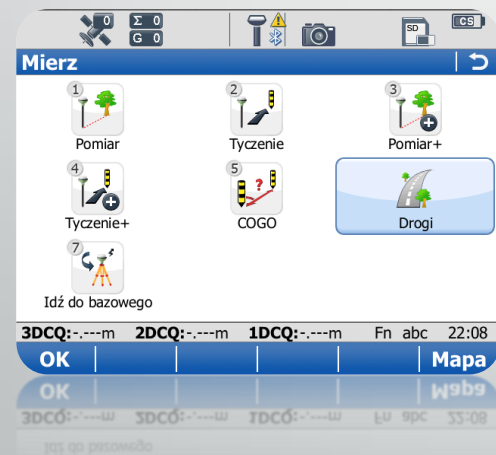 0 Σ 0 CS
G 0 SD
Mierz
1 2 3
Pomiar Tyczenie Pomiar+
4 5
?
Tyczenie+ COGO Drogi
7
Idź do bazowego
3DCQ:-.---m 2DCQ:-.---m 1DCQ:-.---m Fn abc 22:08
OK Mapa